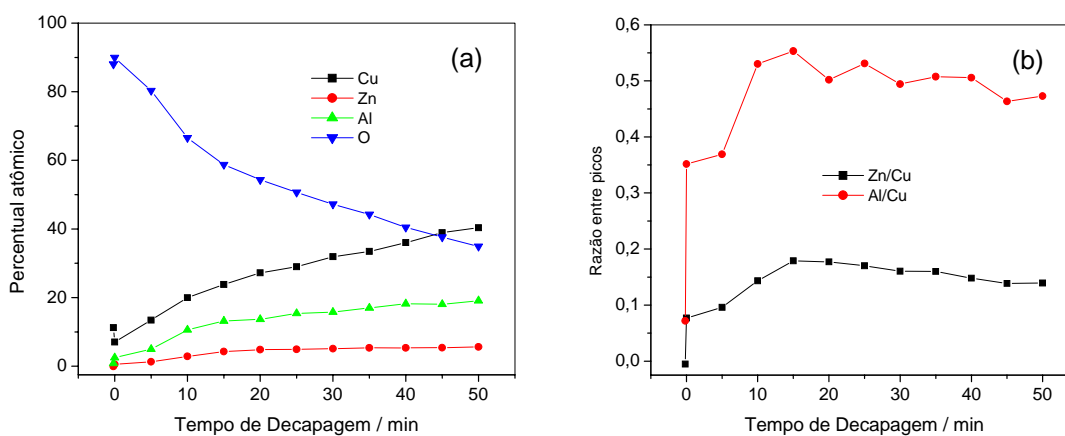 100
80
60
40
20
0
Percentual atômico
(a)
Cu
Zn
Al
O
0 10 20 30 40 50
Tempo de Decapagem / min
0,6
0,5
0,4
0,3
0,2
0,1
0,0
Razão entre picos
(b)
Zn/Cu
Al/Cu
0 10 20 30 40 50
Tempo de Decapagem / min